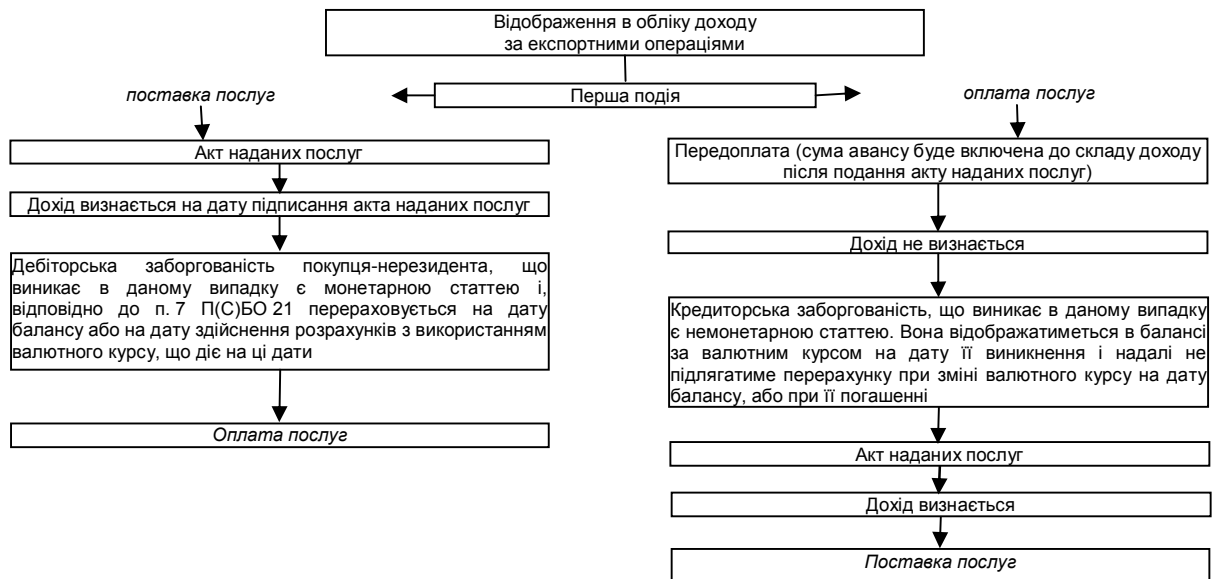 Відображення в обліку доходу
за експортними операціями
Перша подія
поставка послуг
Акт наданих послуг
Дохід визнається на дату підписання акта наданих послуг
Дебіторська заборгованість покупця-нерезидента, що
виникає в даному випадку є монетарною статтею і,
відповідно до п. 7 П(С)БО 21 перераховується на дату
балансу або на дату здійснення розрахунків з використанням
валютного курсу, що діє на ці дати
Оплата послуг
оплата послуг
Передоплата (сума авансу буде включена до складу доходу
після подання акту наданих послуг)
Дохід не визнається
Кредиторська заборгованість, що виникає в даному випадку
є немонетарною статтею. Вона відображатиметься в балансі
за валютним курсом на дату її виникнення і надалі не
підлягатиме перерахунку при зміні валютного курсу на дату
балансу, або при її погашенні
Акт наданих послуг
Дохід визнається
Поставка послуг